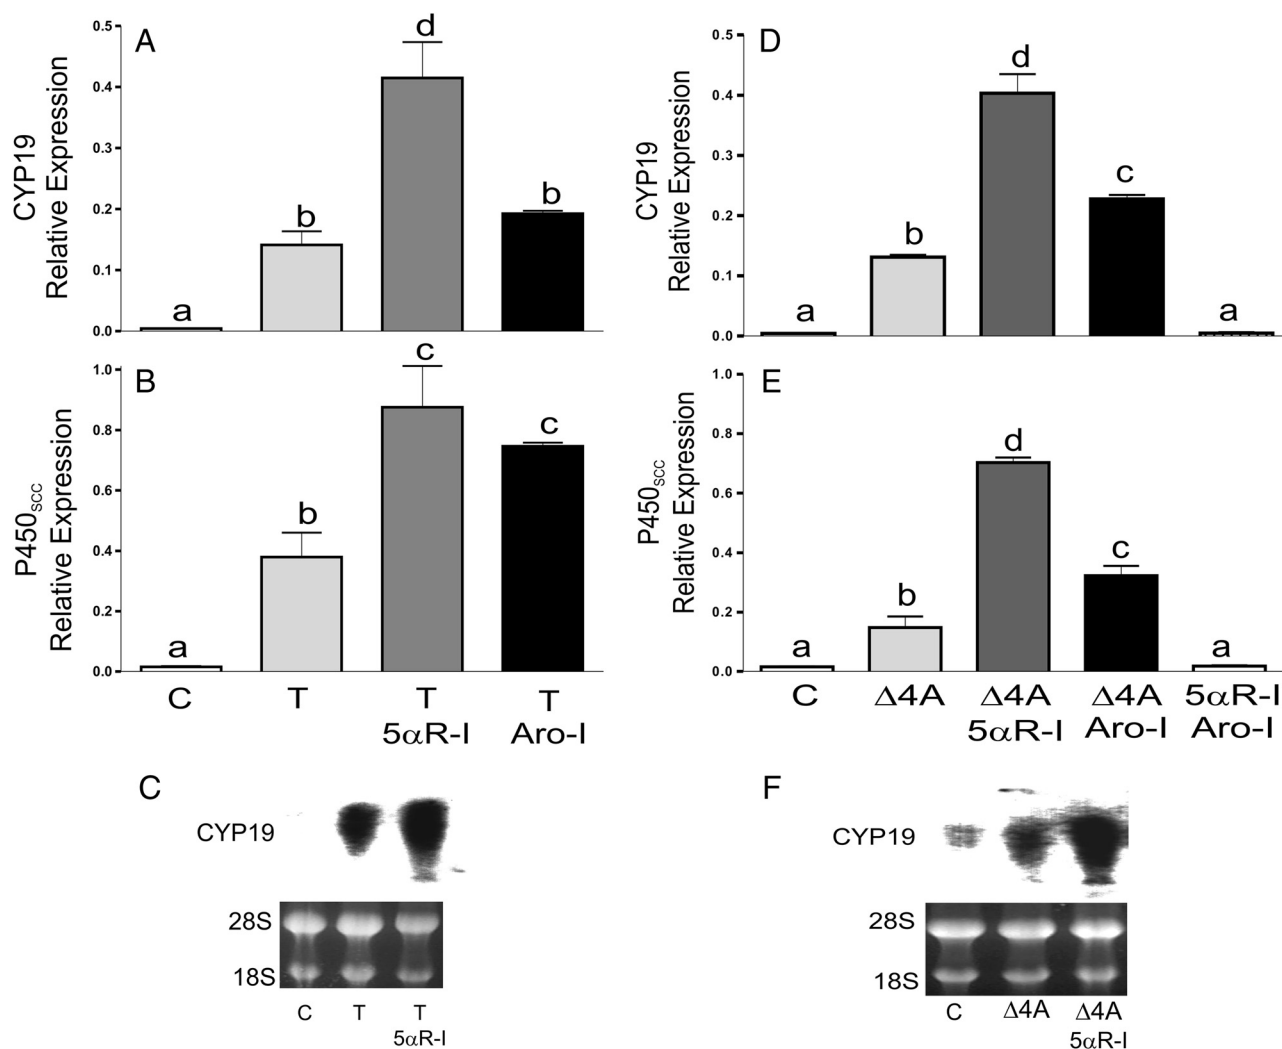 A
CYP19
Relative Expression
0.5
0.4
0.3
0.2
0.1
0.0
a
b
d
b
B
P450SCC
Relative Expression
1.0
0.8
0.6
0.4
0.2
0.0
a
b
c
c
C
T
T
5αR-I
T
Aro-I
C
CYP19
28S
18S
C
T
T
5αR-I
D
CYP19
Relative Expression
0.5
0.4
0.3
0.2
0.1
0.0
a
b
d
c
a
E
P450SCC
Relative Expression
1.0
0.8
0.6
0.4
0.2
0.0
a
b
d
c
a
C
Δ4A
Δ4A
5αR-I
Δ4A
Aro-I
5αR-I
Aro-I
F
CYP19
28S
18S
C
Δ4A
Δ4A
5αR-I